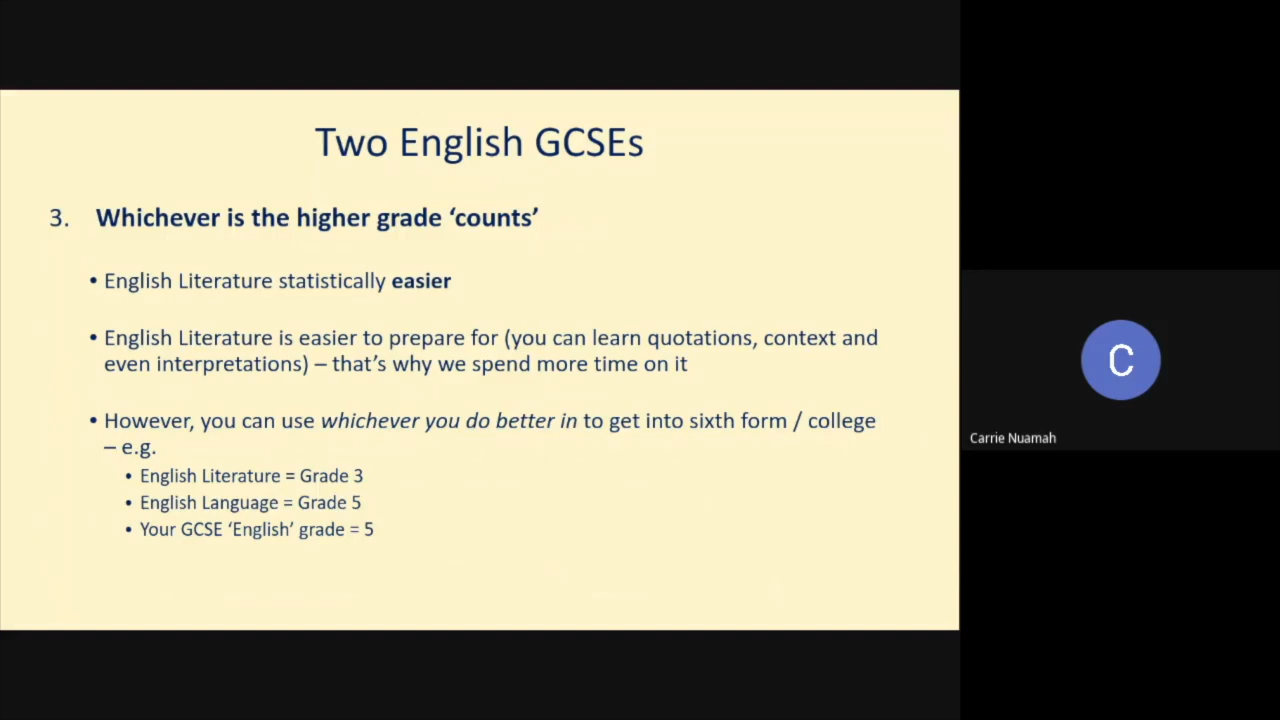 Two English GCSEs
3. Whichever is the higher grade ‘counts’
• English Literature statistically easier
• English Literature is easier to prepare for (you can learn quotations, context and
even interpretations) – that’s why we spend more time on it
• However, you can use whichever you do better in to get into sixth form / college
– e.g.
• English Literature = Grade 3
• English Language = Grade 5
• Your GCSE ‘English’ grade = 5
C
Carrie Nuamah